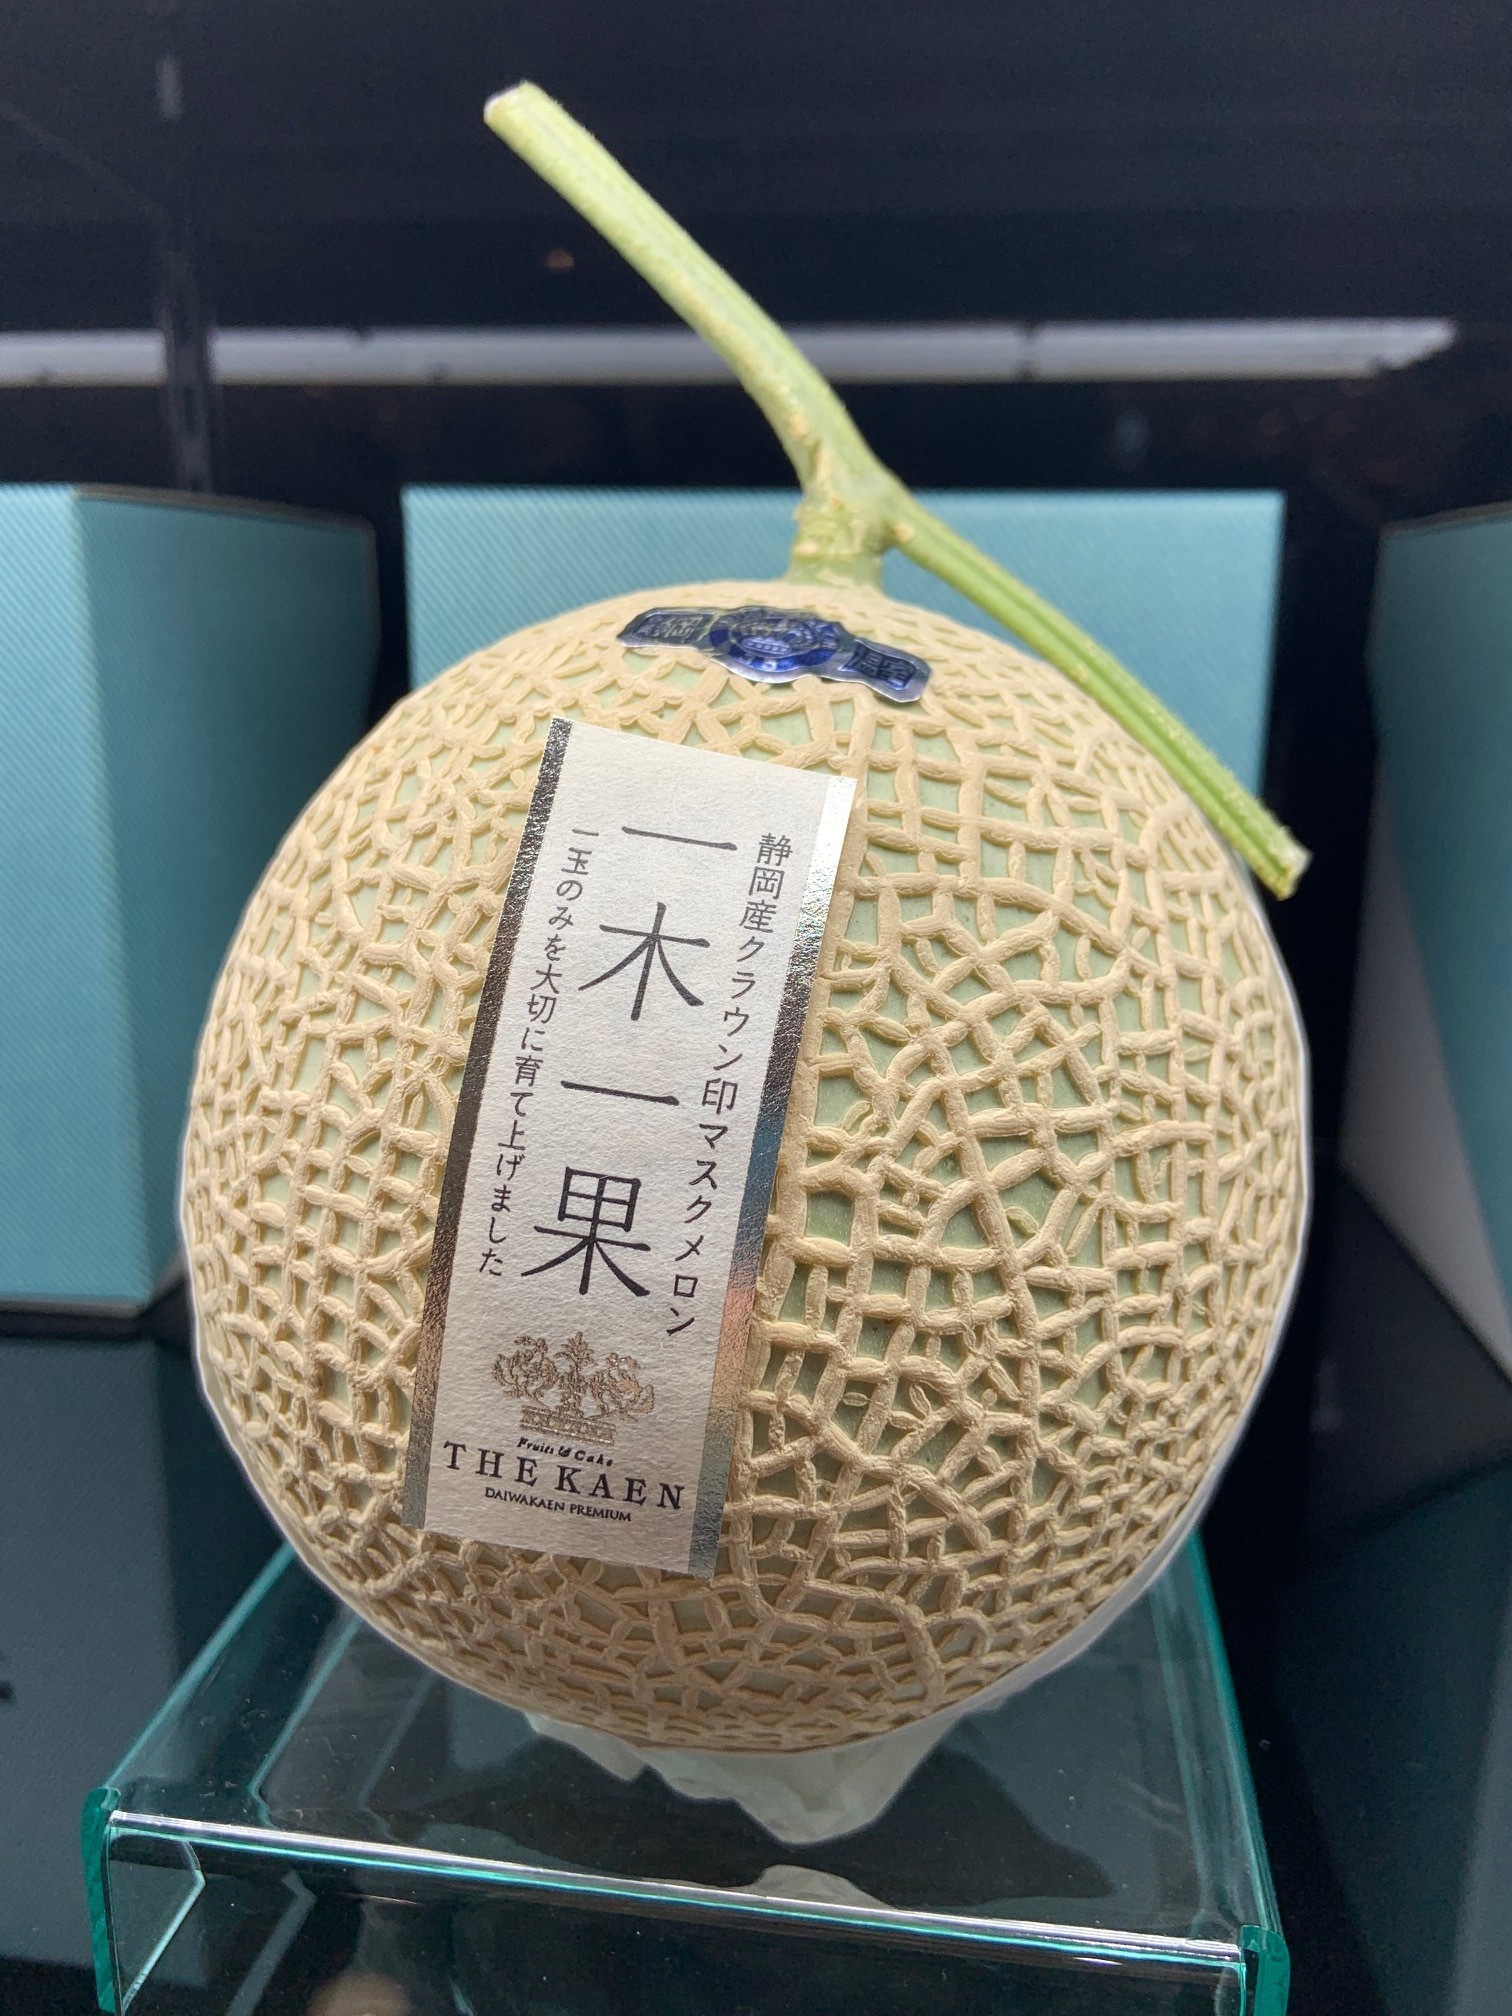 静岡産クラウン印マスクメロン
一木一果
一玉のみを大切に育て上げました
Fruits & Cake
THE KAEN
DAIWAKAEN PREMIUM